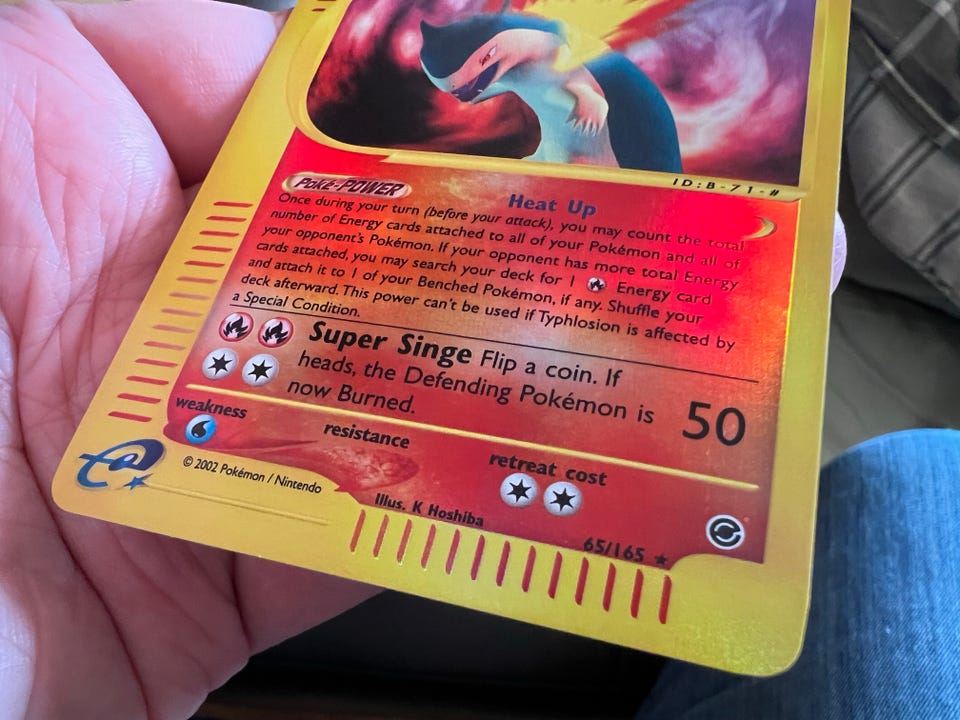 ID:B-71-#
Poké-POWER
Heat Up
Once during your turn (before your attack), you may count the total
number of Energy cards attached to all of your Pokémon and all of
your opponent's Pokémon. If your opponent has more total Energy
cards attached, you may search your deck for 1 Energy card
and attach it to 1 of your Benched Pokémon, if any. Shuffle your
deck afterward. This power can't be used if Typhlosion is affected by
a Special Condition.
Super Singe Flip a coin. If
heads, the Defending Pokémon is
now Burned.
50
weakness
resistance
retreat cost
e
© 2002 Pokémon / Nintendo
Illus. K Hoshiba
65/165 ★